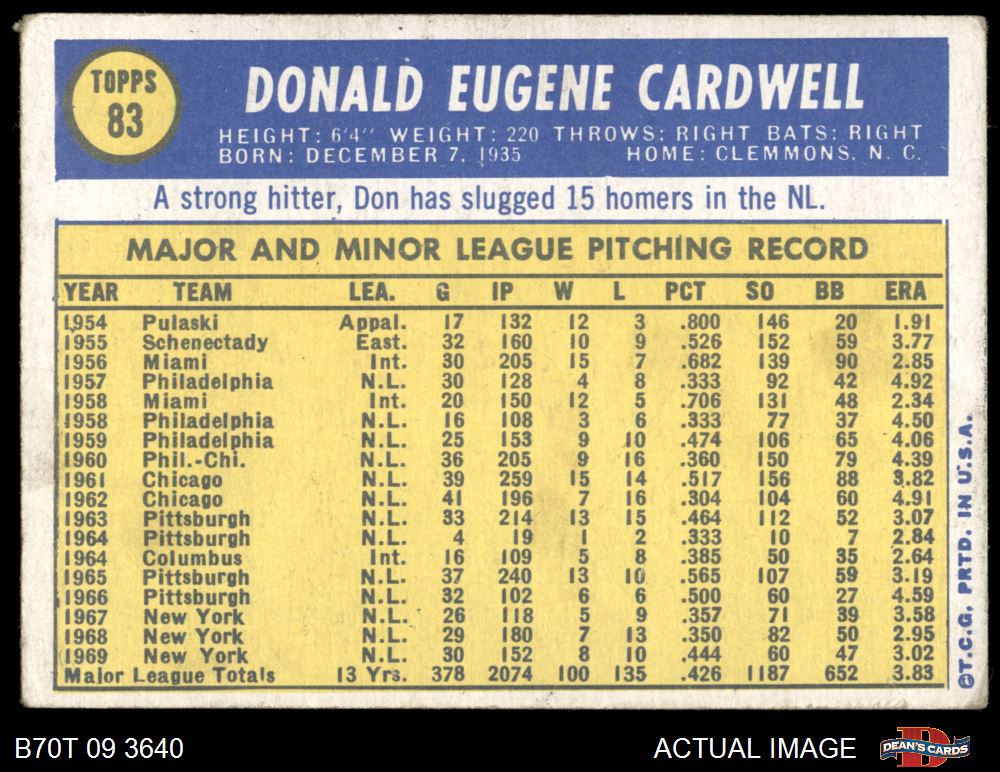 TOPPS
83
DONALD EUGENE CARDWELL
HEIGHT: 6'4" WEIGHT: 220 THROWS: RIGHT BATS: RIGHT
BORN: DECEMBER 7, 1935 HOME: CLEMMONS, N. C.
A strong hitter, Don has slugged 15 homers in the NL.
MAJOR AND MINOR LEAGUE PITCHING RECORD
YEAR TEAM LEA. G IP W L PCT SO BB ERA
1954 Pulaski Appal. 17 132 12 3 .800 146 20 1.91
1955 Schenectady East. 32 160 10 9 .526 152 59 3.77
1956 Miami Int. 30 205 15 7 .682 139 90 2.85
1957 Philadelphia N.L. 30 128 4 8 .333 92 42 4.92
1958 Miami Int. 20 150 12 5 .706 131 48 2.34
1958 Philadelphia N.L. 16 108 3 6 .333 77 37 4.50
1959 Philadelphia N.L. 25 153 9 10 .474 106 65 4.06
1960 Phil.-Chi. N.L. 36 205 9 16 .360 150 79 4.39
1961 Chicago N.L. 39 259 15 14 .517 156 88 3.82
1962 Chicago N.L. 41 196 7 16 .304 104 60 4.91
1963 Pittsburgh N.L. 33 214 13 15 .464 112 52 3.07
1964 Pittsburgh N.L. 4 19 1 2 .333 10 7 2.84
1964 Columbus Int. 16 109 5 8 .385 50 35 2.64
1965 Pittsburgh N.L. 37 240 13 10 .565 107 59 3.19
1966 Pittsburgh N.L. 32 102 6 6 .500 60 27 4.59
1967 New York N.L. 26 118 5 9 .357 71 39 3.58
1968 New York N.L. 29 180 7 13 .350 82 50 2.95
1969 New York N.L. 30 152 8 10 .444 60 47 3.02
Major League Totals 13 Yrs. 378 2074 100 135 .426 1187 652 3.83
©T.C.G. PRTD. IN U.S.A.
B70T 09 3640
ACTUAL IMAGE
DEAN'S CARDS